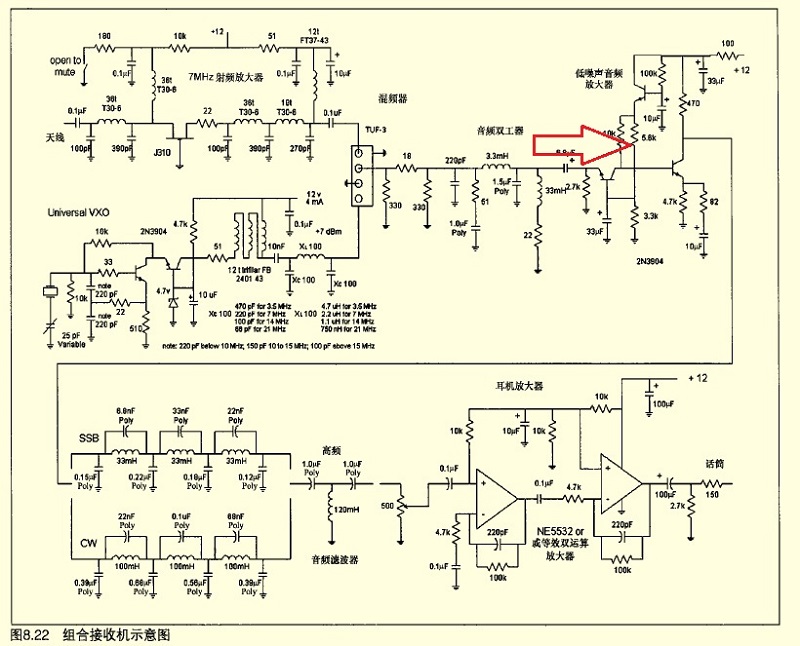 180
10k
+12
51
12t
FT37-43
open to
mute
0.1µF
36t
T30-6
7MHz 射频放大器
0.1µF
10µF
100
+12
低噪声音频
放大器
100k
33µF
10µF
470
0.1µF
36t
T30-6
22
36t
T30-6
10t
T30-6
0.1uF
混频器
天线
100pF
390pF
J310
100pF
390pF
270pF
TUF-3
音频双工器
10k
5.6k
18
220pF
3.3mH
330
330
51
1.5µF
Poly
1.0µF
Poly
33mH
22
2.7k
33µF
3.3k
4.7k
82
10µF
2N3904
Universal VXO
12 v
4 mA
0.1µF
+7 dBm
10k
2N3904
4.7k
33
51
10nF
XL 100
12 t trifilar FB
2401 43
XC 100
XC 100
10k
note
220 pF
note
220 pF
22
510
4.7v
10 uF
25 pF
Variable
XC 100
470 pF for 3.5 MHz
220 pF for 7 MHz
100 pF for 14 MHz
68 pF for 21 MHz
XL 100
4.7 uH for 3.5 MHz
2.2 uH for 7 MHz
1.1 uH for 14 MHz
750 nH for 21 MHz
note: 220 pF below 10 MHz; 150 pF 10 to 15 MHz; 100 pF above 15 MHz
6.8nF
Poly
33nF
Poly
22nF
Poly
SSB
33mH
33mH
33mH
0.15µF
Poly
0.22µF
Poly
0.18µF
Poly
0.12µF
Poly
高频
1.0µF
Poly
1.0µF
Poly
120mH
500
音频滤波器
22nF
Poly
0.1uF
Poly
68nF
Poly
CW
100mH
100mH
100mH
0.39µF
Poly
0.68µF
Poly
0.56µF
Poly
0.39µF
Poly
耳机放大器
+ 12
10k
100µF
10k
10µF
10k
0.1µF
+
-
0.1µF
4.7k
+
-
话筒
100µF
150
2.7k
4.7k
220pF
NE5532 or
或等效双运算
放大器
220pF
0.1µF
100k
100k
图8.22 组合接收机示意图